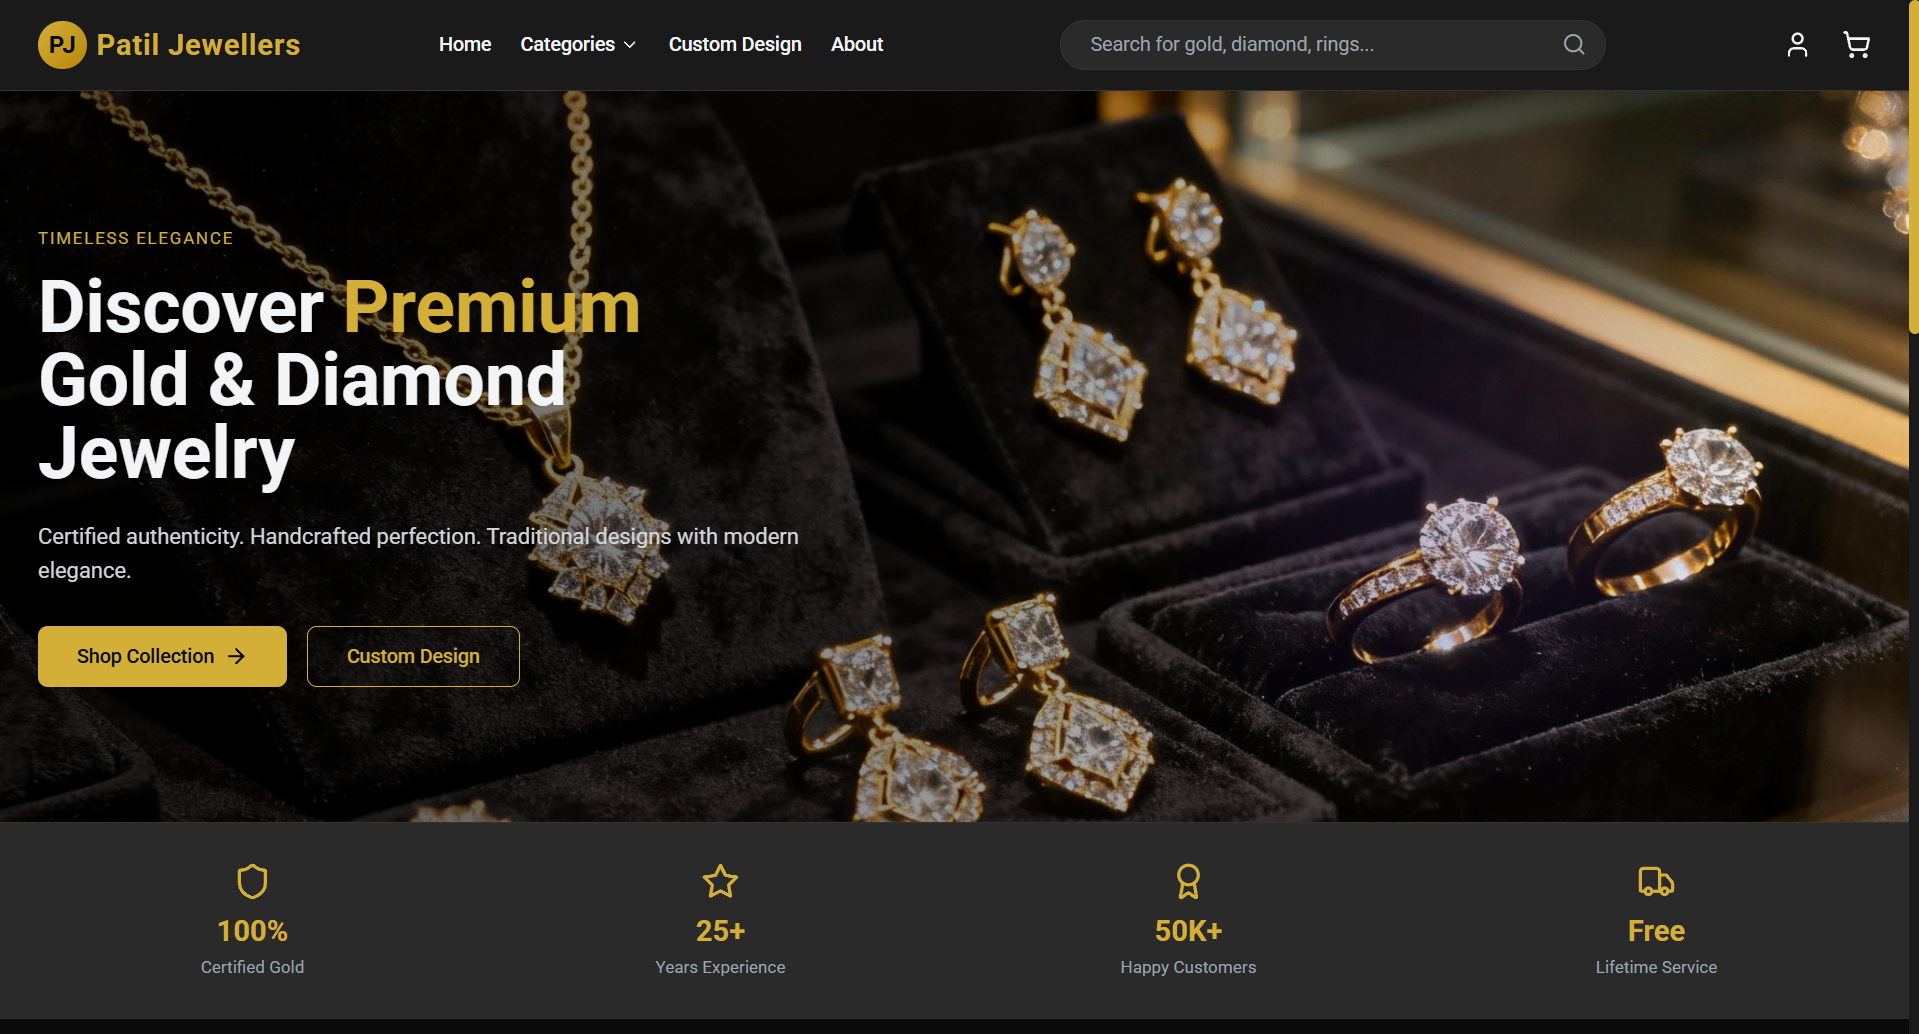 PJ Patil Jewellers
Home Categories Custom Design About
Search for gold, diamond, rings...
TIMELESS ELEGANCE
Discover Premium
Gold & Diamond
Jewelry
Certified authenticity. Handcrafted perfection. Traditional designs with modern
elegance.
Shop Collection
Custom Design
100%
Certified Gold
25+
Years Experience
50K+
Happy Customers
Free
Lifetime Service